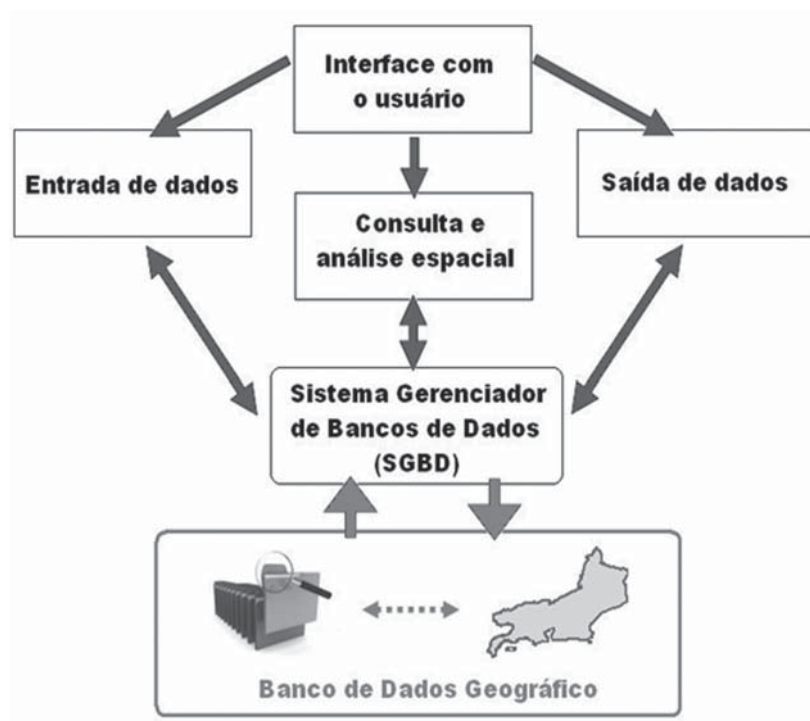 Interface com
o usuário
Entrada de dados
Saída de dados
Consulta e
análise espacial
Sistema Gerenciador
de Bancos de Dados
(SGBD)
Banco de Dados Geográfico